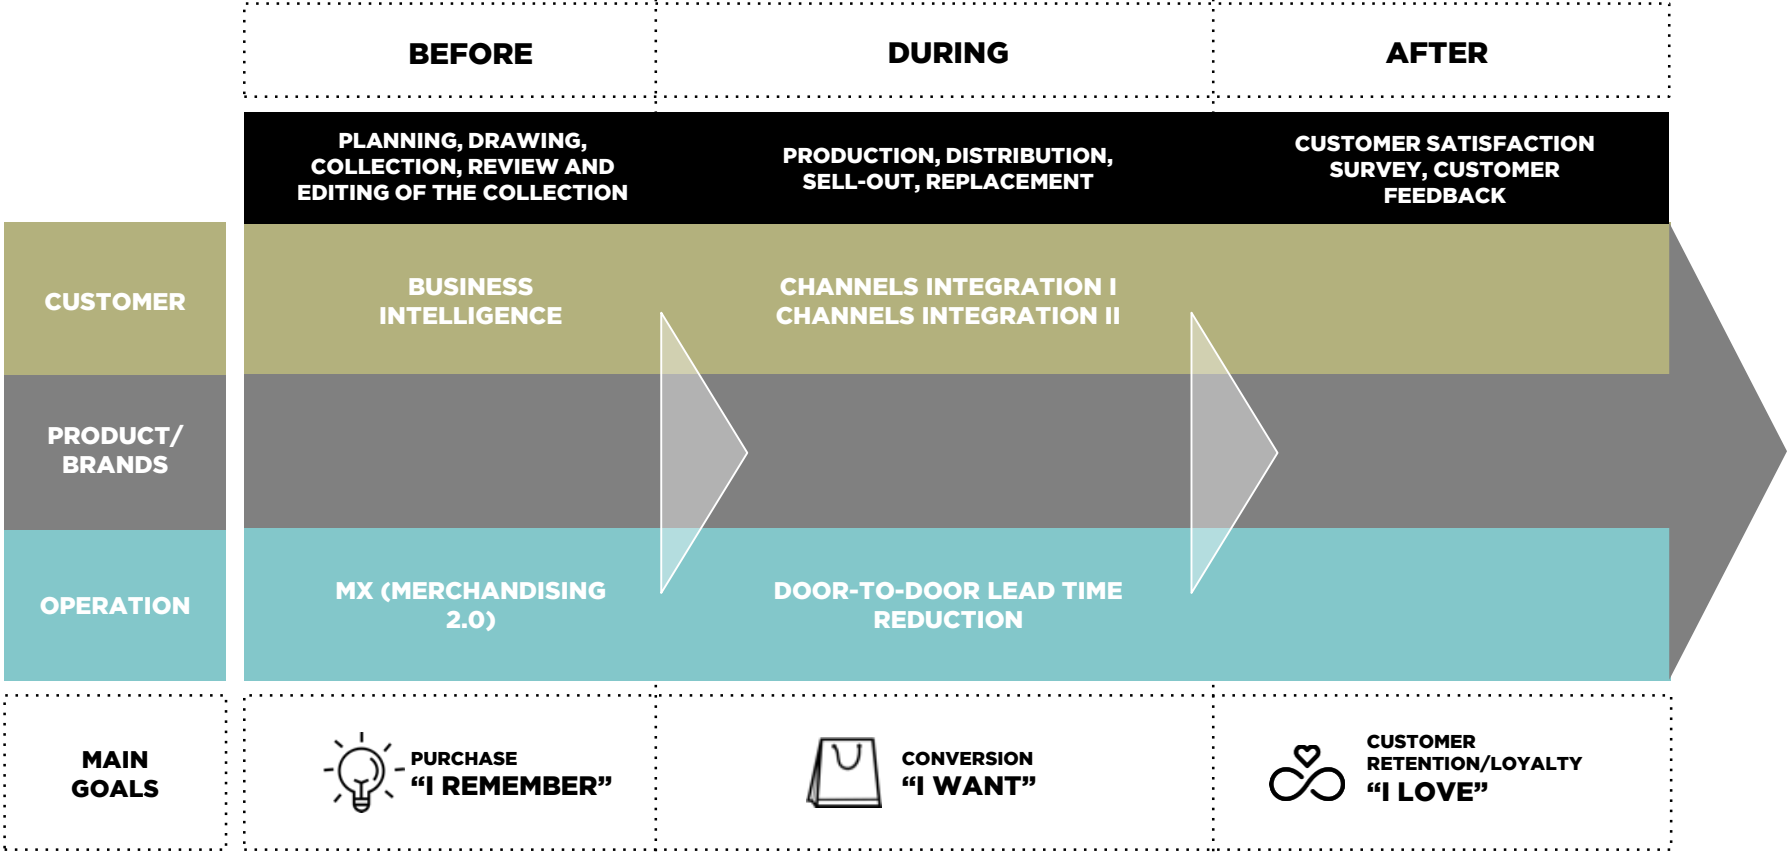 BEFORE
DURING
AFTER
PLANNING, DRAWING,
COLLECTION, REVIEW AND
EDITING OF THE COLLECTION
PRODUCTION, DISTRIBUTION,
SELL-OUT, REPLACEMENT
CUSTOMER SATISFACTION
SURVEY, CUSTOMER
FEEDBACK
CUSTOMER
BUSINESS
INTELLIGENCE
CHANNELS INTEGRATION I
CHANNELS INTEGRATION II
PRODUCT/
BRANDS
OPERATION
MX (MERCHANDISING
2.0)
DOOR-TO-DOOR LEAD TIME
REDUCTION
MAIN
GOALS
PURCHASE
“I REMEMBER”
CONVERSION
“I WANT”
CUSTOMER
RETENTION/LOYALTY
“I LOVE”